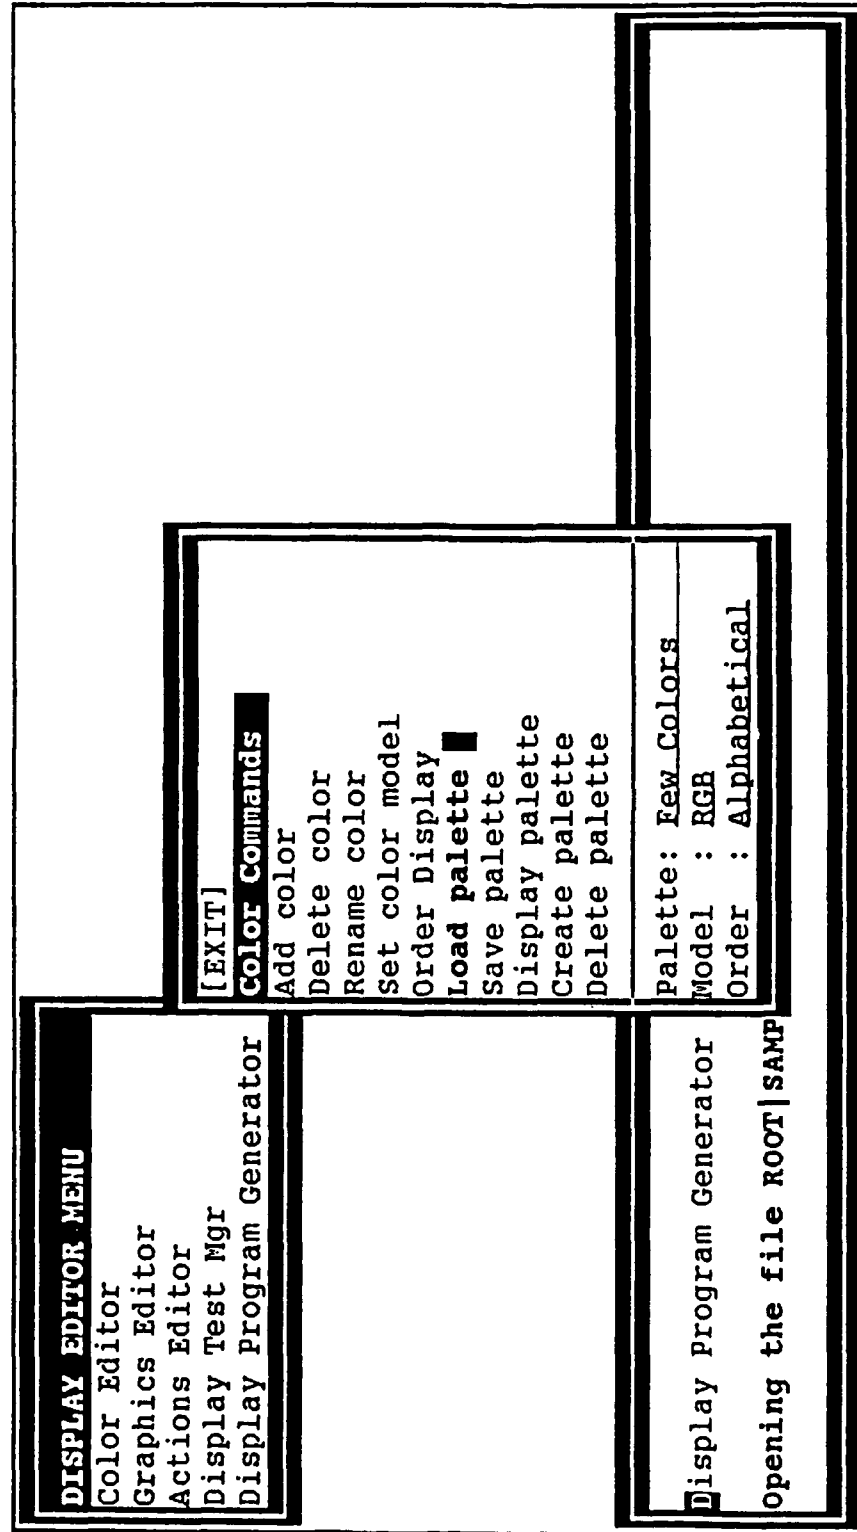 DISPLAY EDITOR MENU
Color Editor
Graphics Editor
Actions Editor
Display Test Mgr
Display Program Generator
[EXIT]
Color Commands
Add color
Delete color
Rename color
Set color model
Order Display
Load palette
Save palette
Display palette
Create palette
Delete palette
Palette: Few Colors
Model : RGB
Order : Alphabetical
Display Program Generator
Opening the file ROOT|SAMP